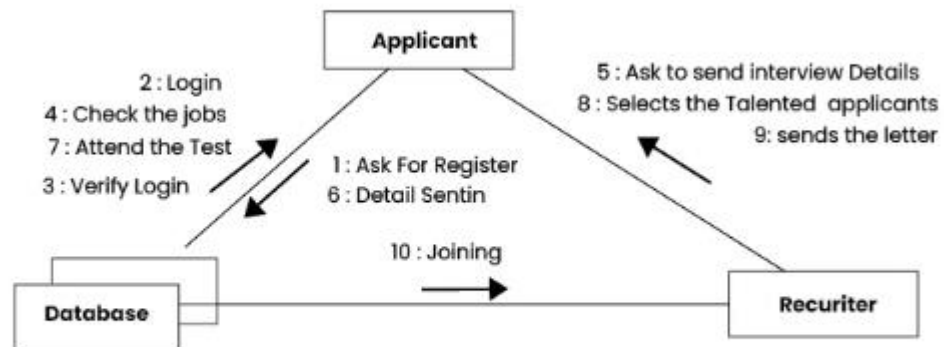 Applicant
2 : Login
4 : Check the jobs
7 : Attend the Test
3 : Verify Login
1 : Ask For Register
6 : Detail Sentin
5 : Ask to send interview Details
8 : Selects the Talented applicants
9: sends the letter
10 : Joining
Database
Recuriter